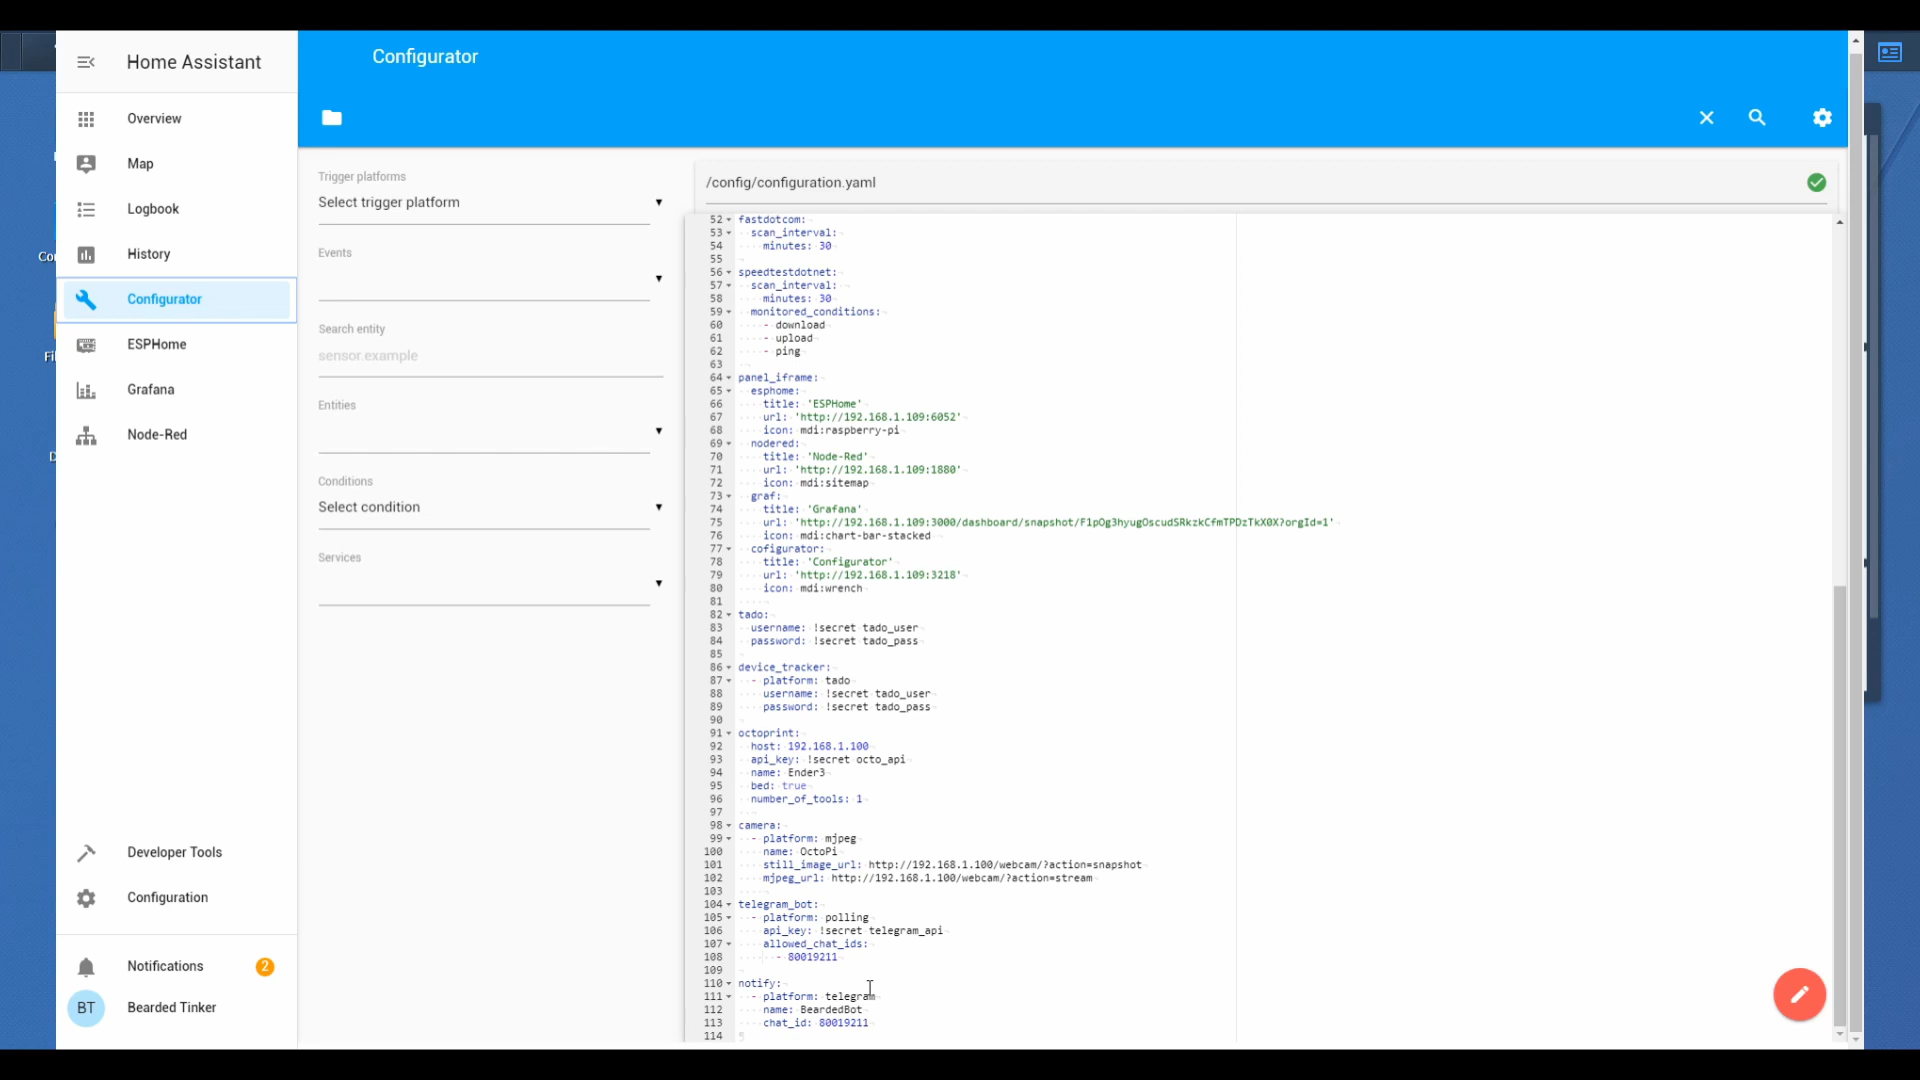 Home Assistant
Configurator
Overview
Map
Logbook
History
Configurator
ESPHome
Grafana
Node-Red
Developer Tools
Configuration
Notifications
2
BT
Bearded Tinker
Trigger platforms
Select trigger platform
Events
Search entity
sensor.example
Entities
Conditions
Select condition
Services
/config/configuration.yaml
52 fastdotcom:
53 scan_interval:
54 minutes: 30
55
56 speedtestdotnet:
57 scan_interval:
58 minutes: 30
59 monitored_conditions:
60 - download
61 - upload
62 - ping
63
64 panel_iframe:
65 esphome:
66 title: 'ESPHome'
67 url: 'http://192.168.1.109:6052'
68 icon: mdi:raspberry-pi
69 nodered:
70 title: 'Node-Red'
71 url: 'http://192.168.1.109:1880'
72 icon: mdi:sitemap
73 graf:
74 title: 'Grafana'
75 url: 'http://192.168.1.109:3000/dashboard/snapshot/F1pOg3hyugOscudSRkzkCfmTPDzTkX0X?orgId=1'
76 icon: mdi:chart-bar-stacked
77 cofigurator:
78 title: 'Configurator'
79 url: 'http://192.168.1.109:3218'
80 icon: mdi:wrench
81
82 tado:
83 username: !secret tado_user
84 password: !secret tado_pass
85
86 device_tracker:
87 - platform: tado
88 username: !secret tado_user
89 password: !secret tado_pass
90
91 octoprint:
92 host: 192.168.1.100
93 api_key: !secret octo_api
94 name: Ender3
95 bed: true
96 number_of_tools: 1
97
98 camera:
99 - platform: mjpeg
100 name: OctoPi
101 still_image_url: http://192.168.1.100/webcam/?action=snapshot
102 mjpeg_url: http://192.168.1.100/webcam/?action=stream
103
104 telegram_bot:
105 - platform: polling
106 api_key: !secret telegram_api
107 allowed_chat_ids:
108 - 80019211
109
110 notify:
111 - platform: telegram
112 name: BeardedBot
113 chat_id: 80019211
114